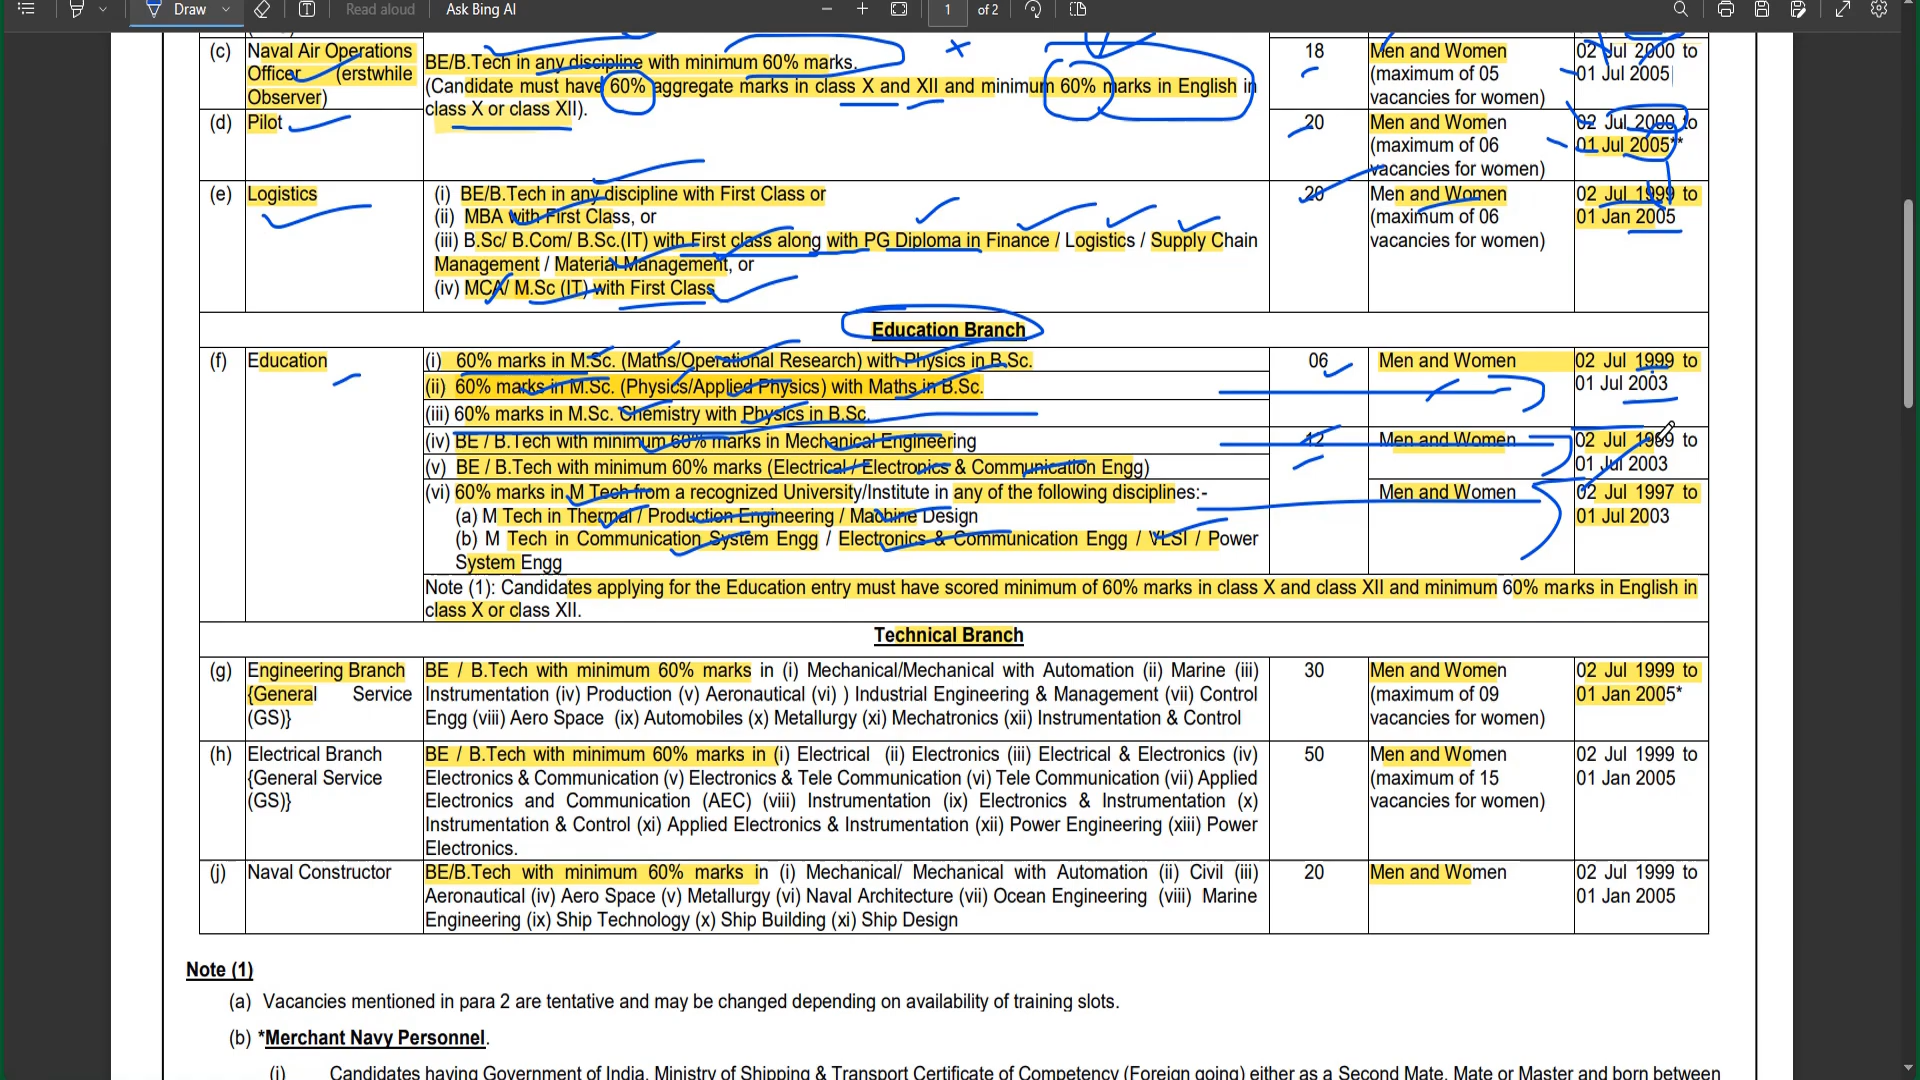 Draw
Read aloud
Ask Bing AI
1
of 2
(c) Naval Air Operations Officer (erstwhile Observer)
BE/B.Tech in any discipline with minimum 60% marks.
(Candidate must have 60% aggregate marks in class X and XII and minimum 60% marks in English in
class X or class XII).
18
Men and Women
(maximum of 05
vacancies for women)
02 Jul 2000 to
01 Jul 2005
(d) Pilot
20
Men and Women
(maximum of 06
vacancies for women)
02 Jul 2000 to
01 Jul 2005**
(e) Logistics
(i) BE/B.Tech in any discipline with First Class or
(ii) MBA with First Class, or
(iii) B.Sc/ B.Com/ B.Sc.(IT) with First class along with PG Diploma in Finance / Logistics / Supply Chain
Management / Material Management, or
(iv) MCA/ M.Sc (IT) with First Class
20
Men and Women
(maximum of 06
vacancies for women)
02 Jul 1999 to
01 Jan 2005
Education Branch
(f) Education
(i) 60% marks in M.Sc. (Maths/Operational Research) with Physics in B.Sc.
(ii) 60% marks in M.Sc. (Physics/Applied Physics) with Maths in B.Sc.
(iii) 60% marks in M.Sc. Chemistry with Physics in B.Sc.
06
Men and Women
02 Jul 1999 to
01 Jul 2003
(iv) BE / B.Tech with minimum 60% marks in Mechanical Engineering
(v) BE / B.Tech with minimum 60% marks (Electrical / Electronics & Communication Engg)
12
Men and Women
02 Jul 1999 to
01 Jul 2003
(vi) 60% marks in M Tech from a recognized University/Institute in any of the following disciplines:-
(a) M Tech in Thermal / Production Engineering / Machine Design
(b) M Tech in Communication System Engg / Electronics & Communication Engg / VLSI / Power
System Engg
Men and Women
02 Jul 1997 to
01 Jul 2003
Note (1): Candidates applying for the Education entry must have scored minimum of 60% marks in class X and class XII and minimum 60% marks in English in
class X or class XII.
Technical Branch
(g) Engineering Branch
{General Service
(GS)}
BE / B.Tech with minimum 60% marks in (i) Mechanical/Mechanical with Automation (ii) Marine (iii)
Instrumentation (iv) Production (v) Aeronautical (vi) ) Industrial Engineering & Management (vii) Control
Engg (viii) Aero Space (ix) Automobiles (x) Metallurgy (xi) Mechatronics (xii) Instrumentation & Control
30
Men and Women
(maximum of 09
vacancies for women)
02 Jul 1999 to
01 Jan 2005*
(h) Electrical Branch
{General Service
(GS)}
BE / B.Tech with minimum 60% marks in (i) Electrical (ii) Electronics (iii) Electrical & Electronics (iv)
Electronics & Communication (v) Electronics & Tele Communication (vi) Tele Communication (vii) Applied
Electronics and Communication (AEC) (viii) Instrumentation (ix) Electronics & Instrumentation (x)
Instrumentation & Control (xi) Applied Electronics & Instrumentation (xii) Power Engineering (xiii) Power
Electronics.
50
Men and Women
(maximum of 15
vacancies for women)
02 Jul 1999 to
01 Jan 2005
(j) Naval Constructor
BE/B.Tech with minimum 60% marks in (i) Mechanical/ Mechanical with Automation (ii) Civil (iii)
Aeronautical (iv) Aero Space (v) Metallurgy (vi) Naval Architecture (vii) Ocean Engineering (viii) Marine
Engineering (ix) Ship Technology (x) Ship Building (xi) Ship Design
20
Men and Women
02 Jul 1999 to
01 Jan 2005
Note (1)
(a) Vacancies mentioned in para 2 are tentative and may be changed depending on availability of training slots.
(b) *Merchant Navy Personnel.
(i) Candidates having Government of India, Ministry of Shipping & Transport Certificate of Competency (Foreign going) either as a Second Mate, Mate or Master and born between